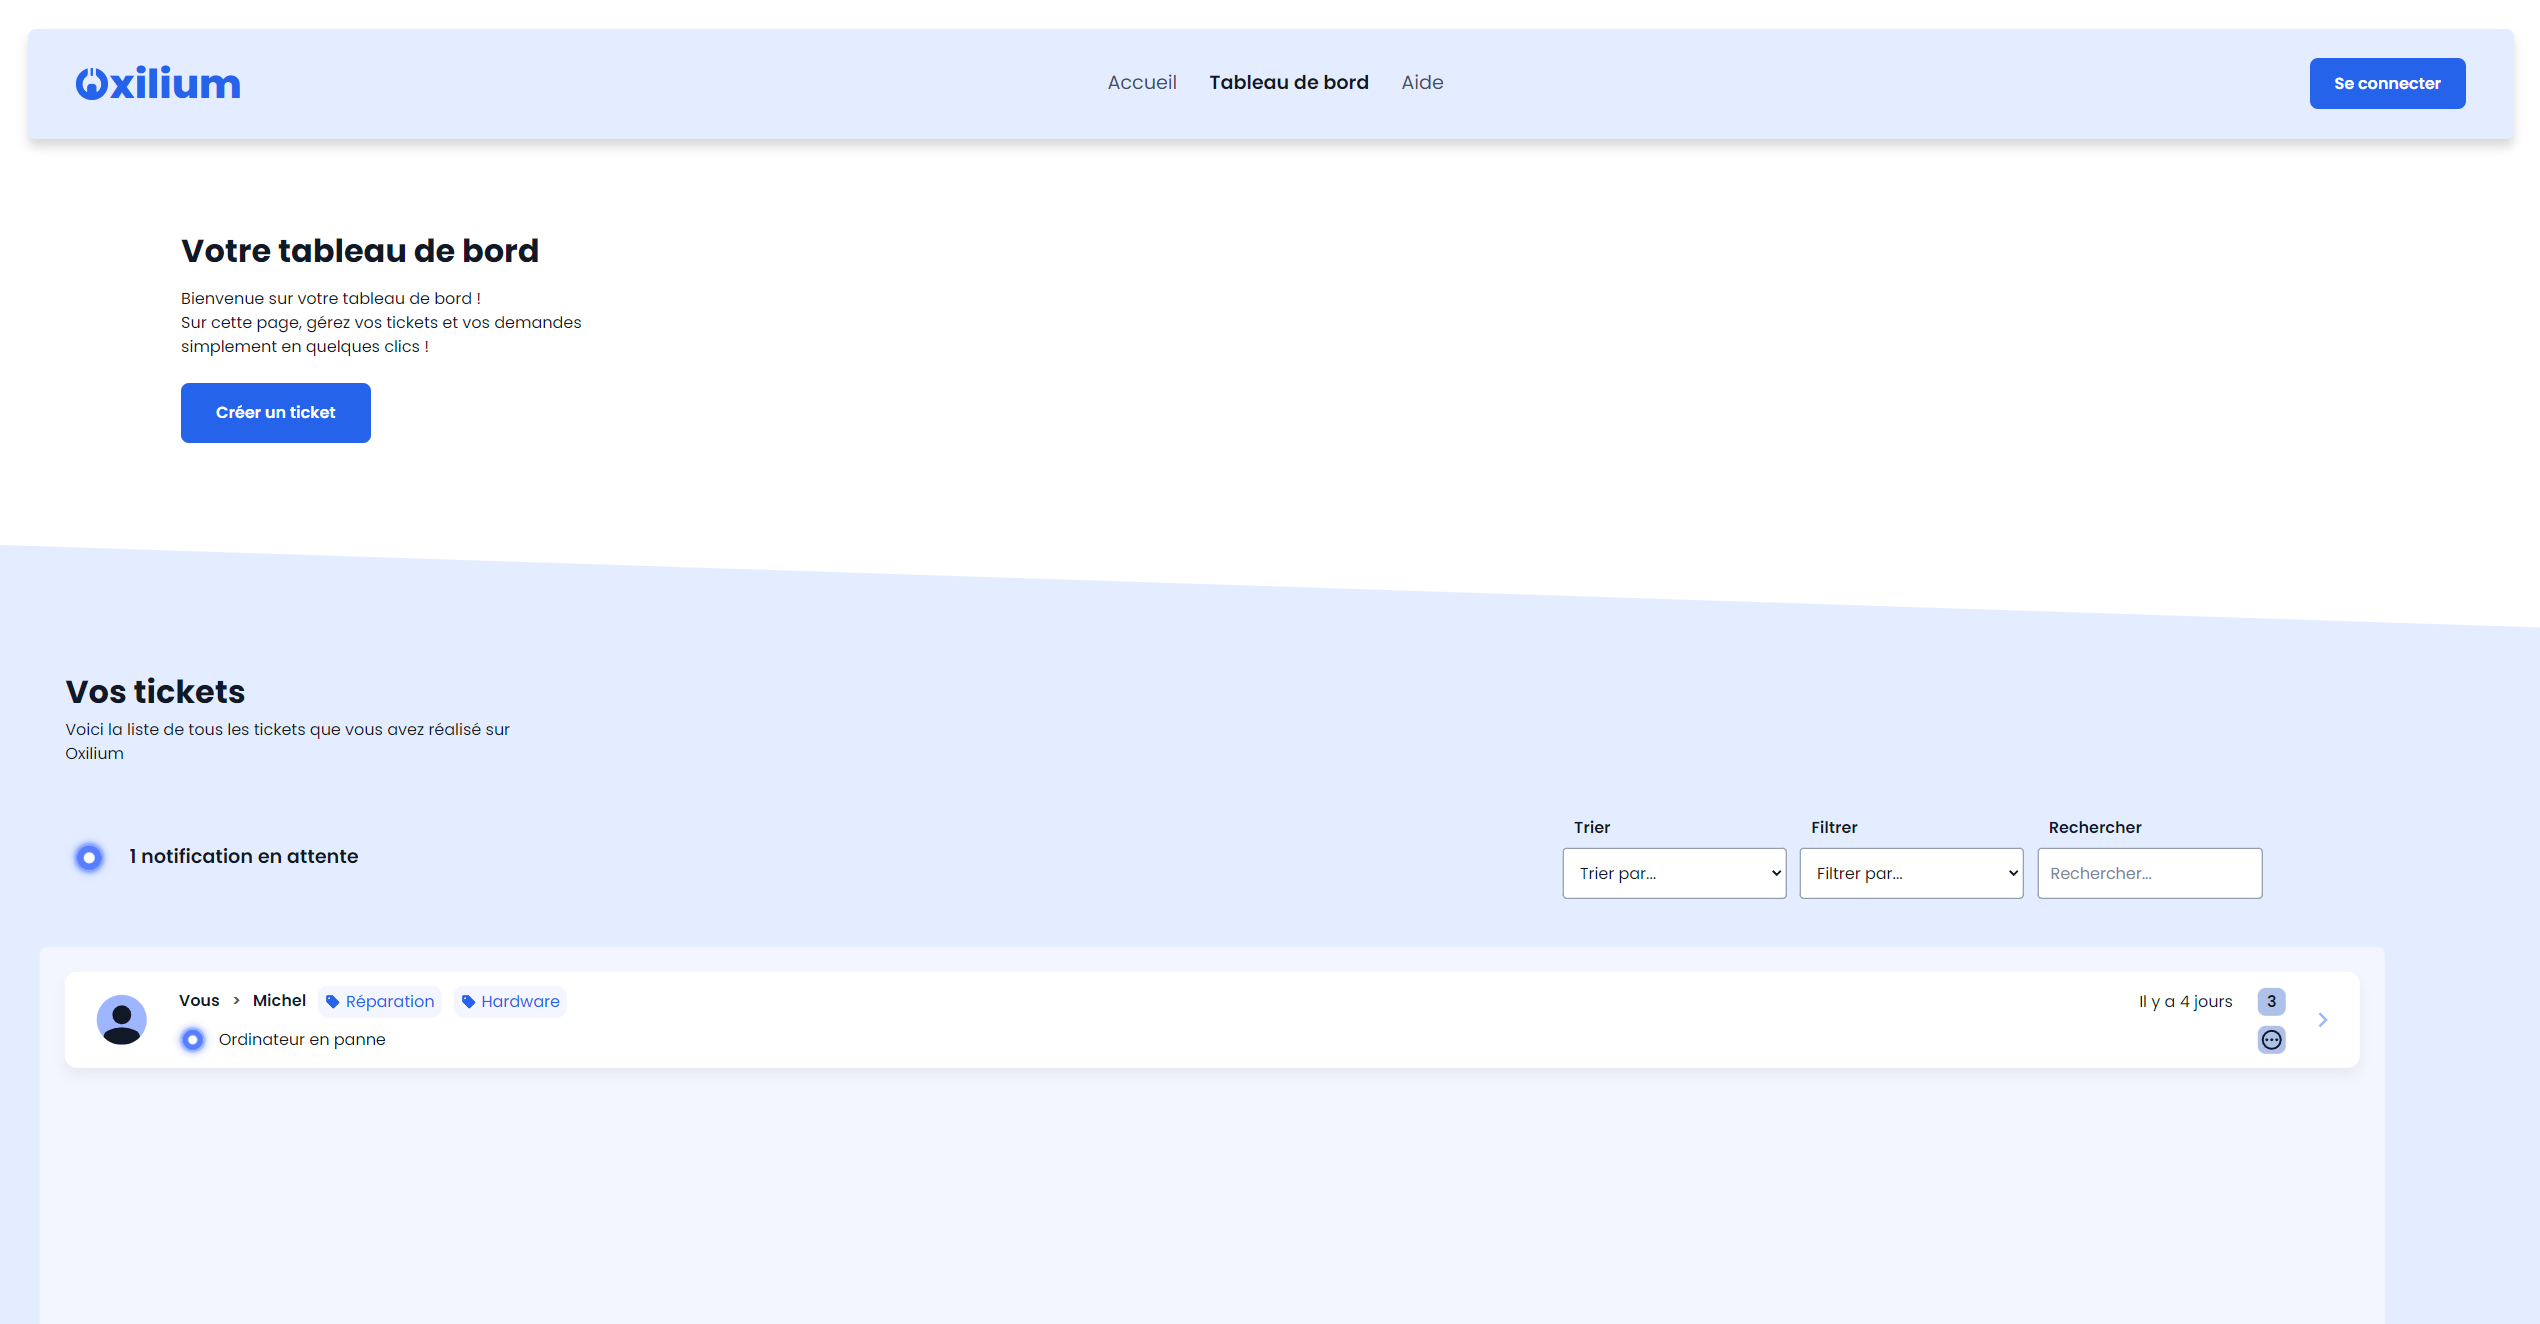 Oxilium
Accueil Tableau de bord Aide
Se connecter
Votre tableau de bord
Bienvenue sur votre tableau de bord !
Sur cette page, gérez vos tickets et vos demandes
simplement en quelques clics !
Créer un ticket
Vos tickets
Voici la liste de tous les tickets que vous avez réalisé sur
Oxilium
1 notification en attente
Trier Filtrer Rechercher
Trier par... Filtrer par... Rechercher...
Vous > Michel Réparation Hardware Il y a 4 jours 3
Ordinateur en panne